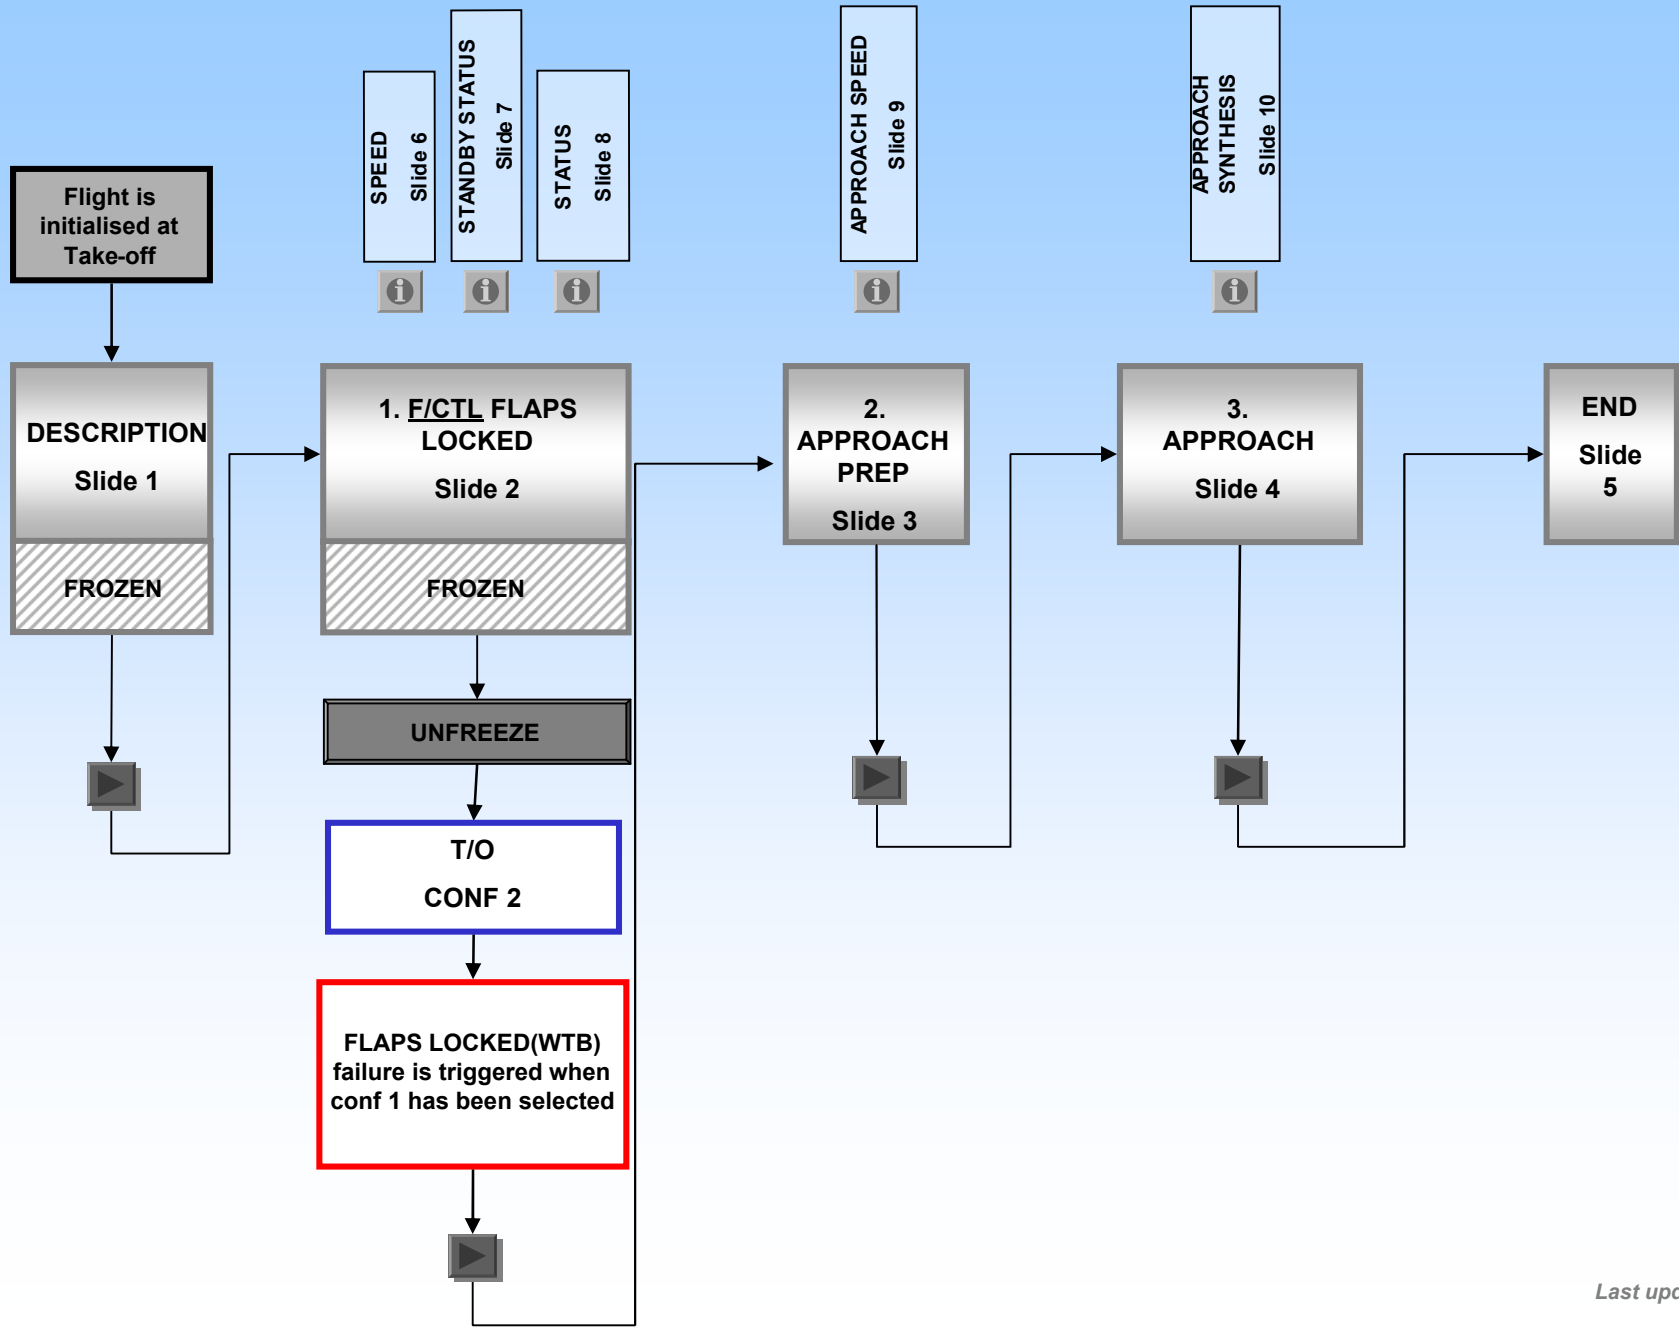 SPEED
Slide 6
STANDBY STATUS
Slide 7
STATUS
Slide 8
APPROACH SPEED
Slide 9
APPROACH
SYNTHESIS
Slide 10
Flight is
initialised at
Take-off
DESCRIPTION
Slide 1
FROZEN
1. F/CTL FLAPS
LOCKED
Slide 2
FROZEN
UNFREEZE
T/O
CONF 2
FLAPS LOCKED(WTB)
failure is triggered when
conf 1 has been selected
2.
APPROACH
PREP
Slide 3
3.
APPROACH
Slide 4
END
Slide
5
Last